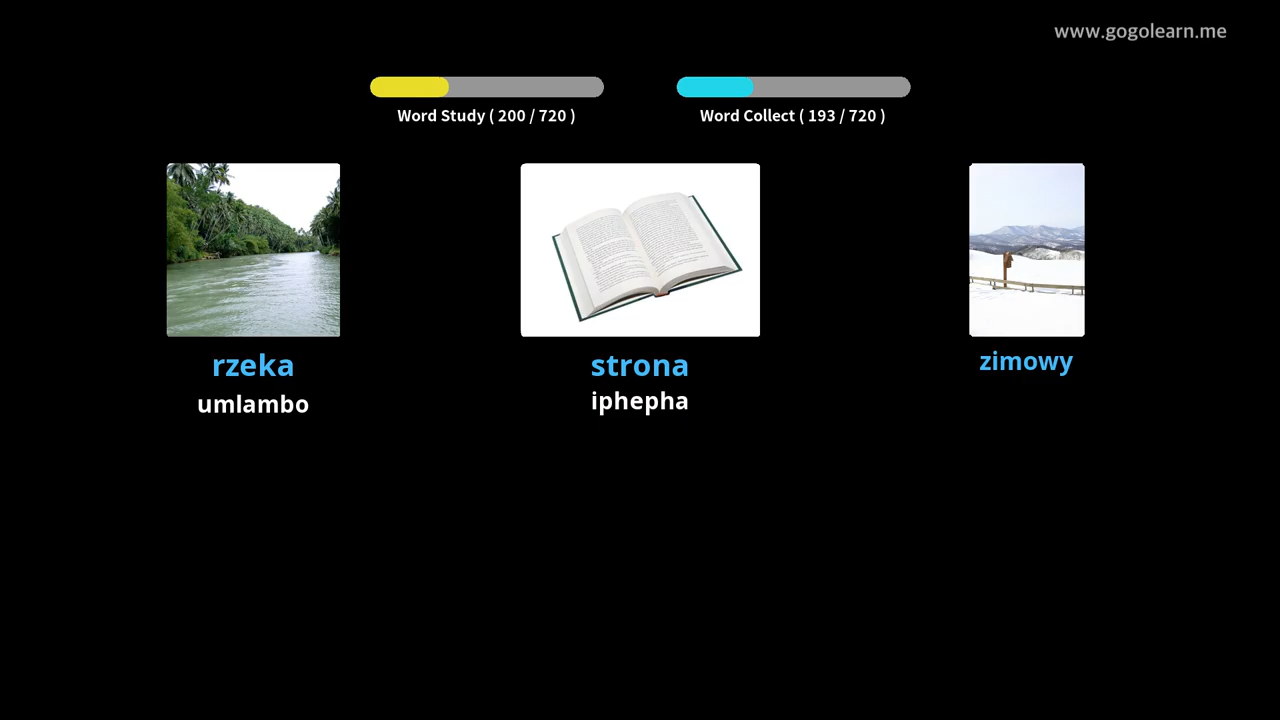 www.gogolearn.me
Word Study ( 200 / 720 )
Word Collect ( 193 / 720 )
rzeka
umlambo
strona
iphepha
zimowy